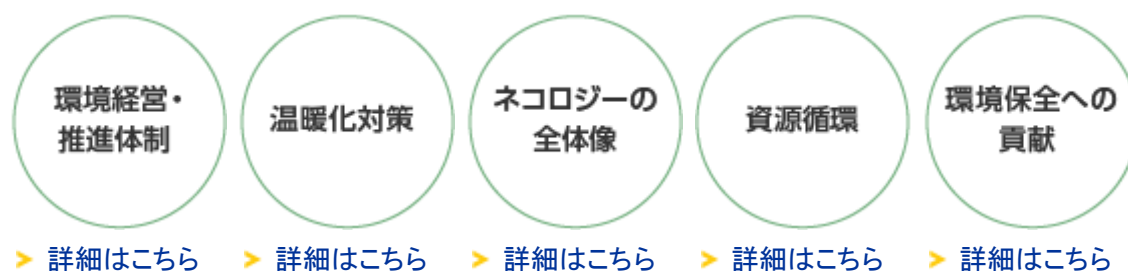 環境経営・
推進体制
温暖化対策
ネコロジーの
全体像
資源循環
環境保全への
貢献
> 詳細はこちら
> 詳細はこちら
> 詳細はこちら
> 詳細はこちら
> 詳細はこちら